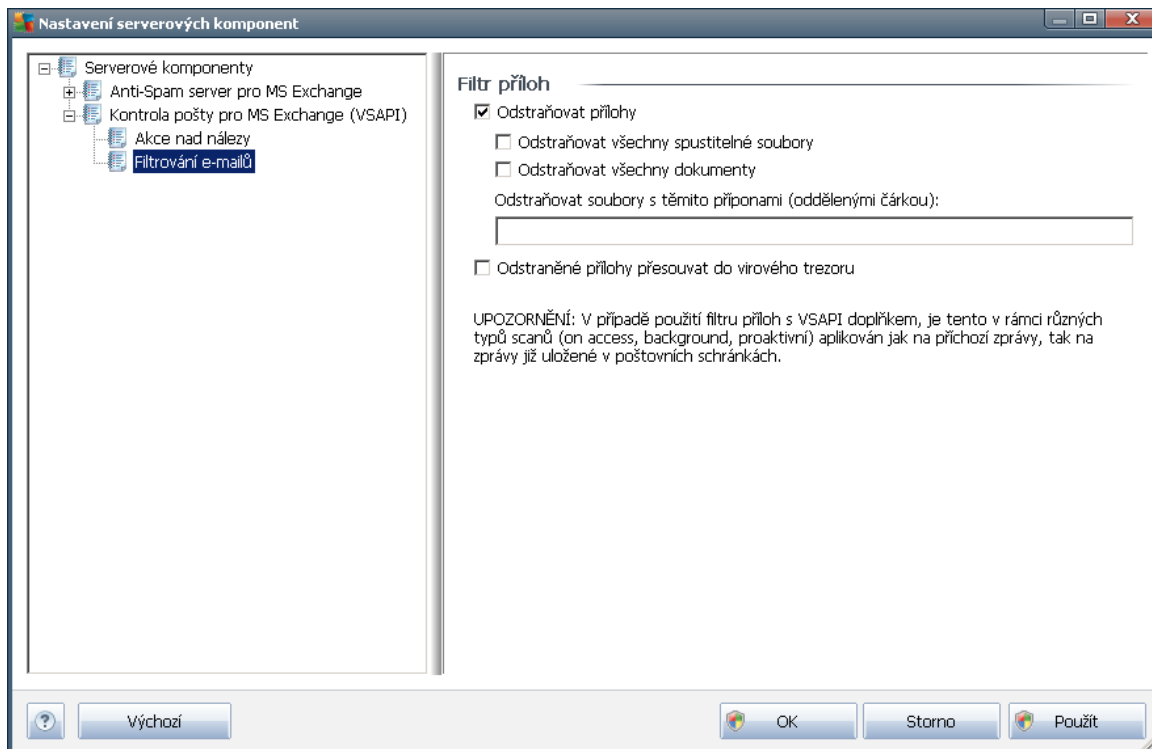 Nastavení serverových komponent
Serverové komponenty
Anti-Spam server pro MS Exchange
Kontrola pošty pro MS Exchange (VSAPI)
Akce nad nálezy
Filtrování e-mailů
Filtr příloh
Odstraňovat přílohy
Odstraňovat všechny spustitelné soubory
Odstraňovat všechny dokumenty
Odstraňovat soubory s těmito příponami (oddělenými čárkou):
Odstraněné přílohy přesouvat do virového trezoru
UPOZORNĚNÍ: V případě použití filtru příloh s VSAPI doplňkem, je tento v rámci různých
typů scanů (on access, background, proaktivní) aplikován jak na příchozí zprávy, tak na
zprávy již uložené v poštovních schránkách.
?
Výchozí
OK
Storno
Použít